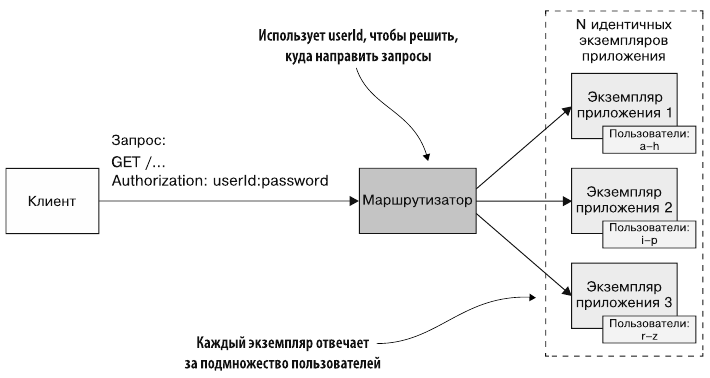 Использует userId, чтобы решить,
куда направить запросы
N идентичных
экземпляров
приложения
Экземпляр
приложения 1
Пользователи:
a–h
Запрос:
GET /...
Authorization: userId:password
Клиент
Маршрутизатор
Экземпляр
приложения 2
Пользователи:
i–p
Экземпляр
приложения 3
Пользователи:
r–z
Каждый экземпляр отвечает
за подмножество пользователей